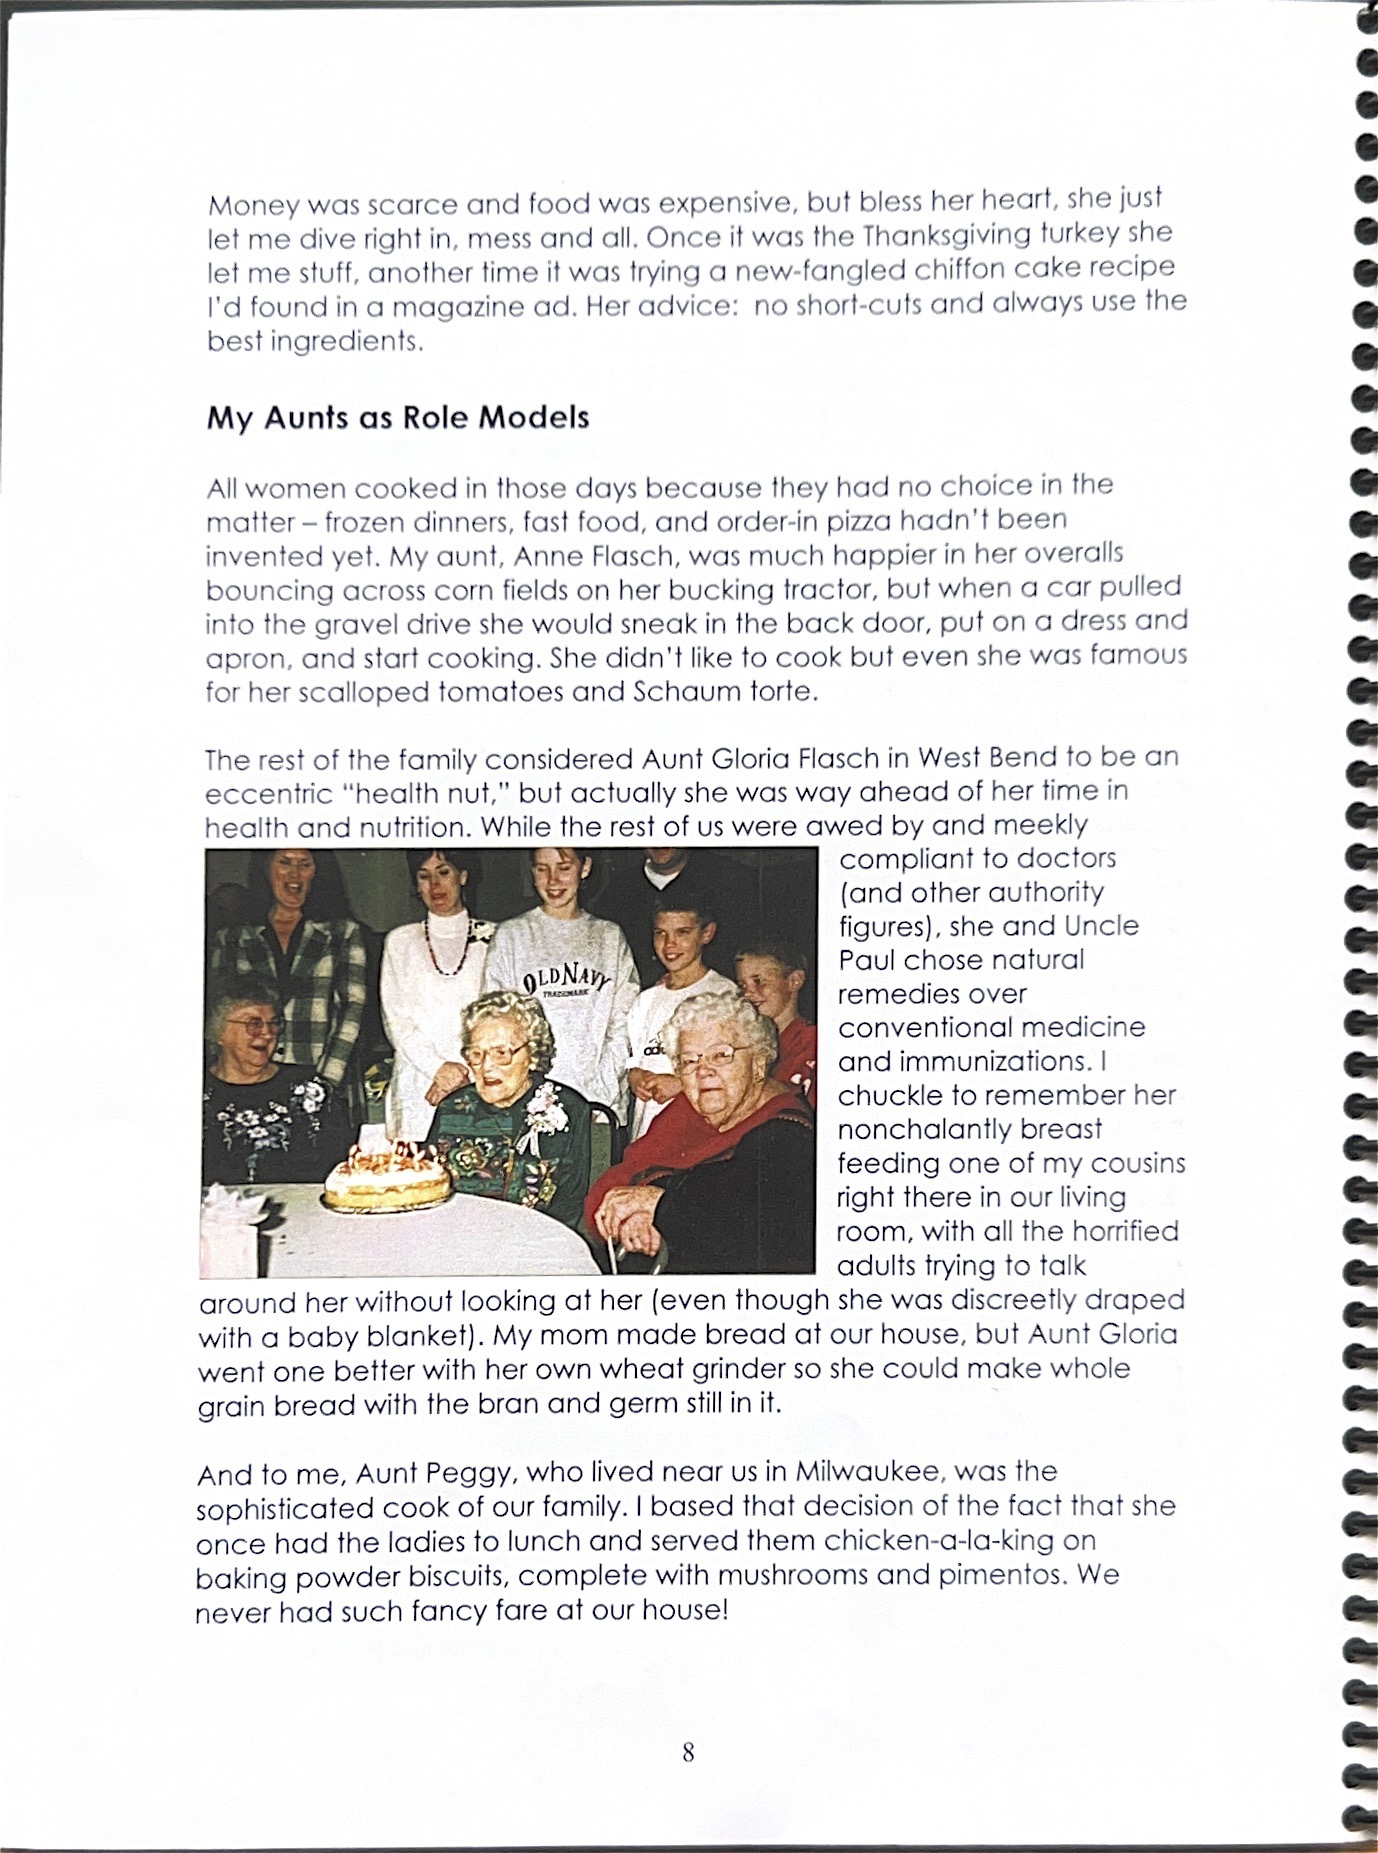 Money was scarce and food was expensive, but bless her heart, she just
let me dive right in, mess and all. Once it was the Thanksgiving turkey she
let me stuff, another time it was trying a new-fangled chiffon cake recipe
I'd found in a magazine ad. Her advice:  no short-cuts and always use the
best ingredients.
My Aunts as Role Models
All women cooked in those days because they had no choice in the
matter – frozen dinners, fast food, and order-in pizza hadn't been
invented yet. My aunt, Anne Flasch, was much happier in her overalls
bouncing across corn fields on her bucking tractor, but when a car pulled
into the gravel drive she would sneak in the back door, put on a dress and
apron, and start cooking. She didn't like to cook but even she was famous
for her scalloped tomatoes and Schaum torte.
The rest of the family considered Aunt Gloria Flasch in West Bend to be an
eccentric "health nut," but actually she was way ahead of her time in
health and nutrition. While the rest of us were awed by and meekly
compliant to doctors
(and other authority
figures), she and Uncle
Paul chose natural
remedies over
conventional medicine
and immunizations. I
chuckle to remember her
nonchalantly breast
feeding one of my cousins
right there in our living
room, with all the horrified
adults trying to talk
around her without looking at her (even though she was discreetly draped
with a baby blanket). My mom made bread at our house, but Aunt Gloria
went one better with her own wheat grinder so she could make whole
grain bread with the bran and germ still in it.
And to me, Aunt Peggy, who lived near us in Milwaukee, was the
sophisticated cook of our family. I based that decision of the fact that she
once had the ladies to lunch and served them chicken-a-la-king on
baking powder biscuits, complete with mushrooms and pimentos. We
never had such fancy fare at our house!
OLD NAVY
TRADEMARK
8